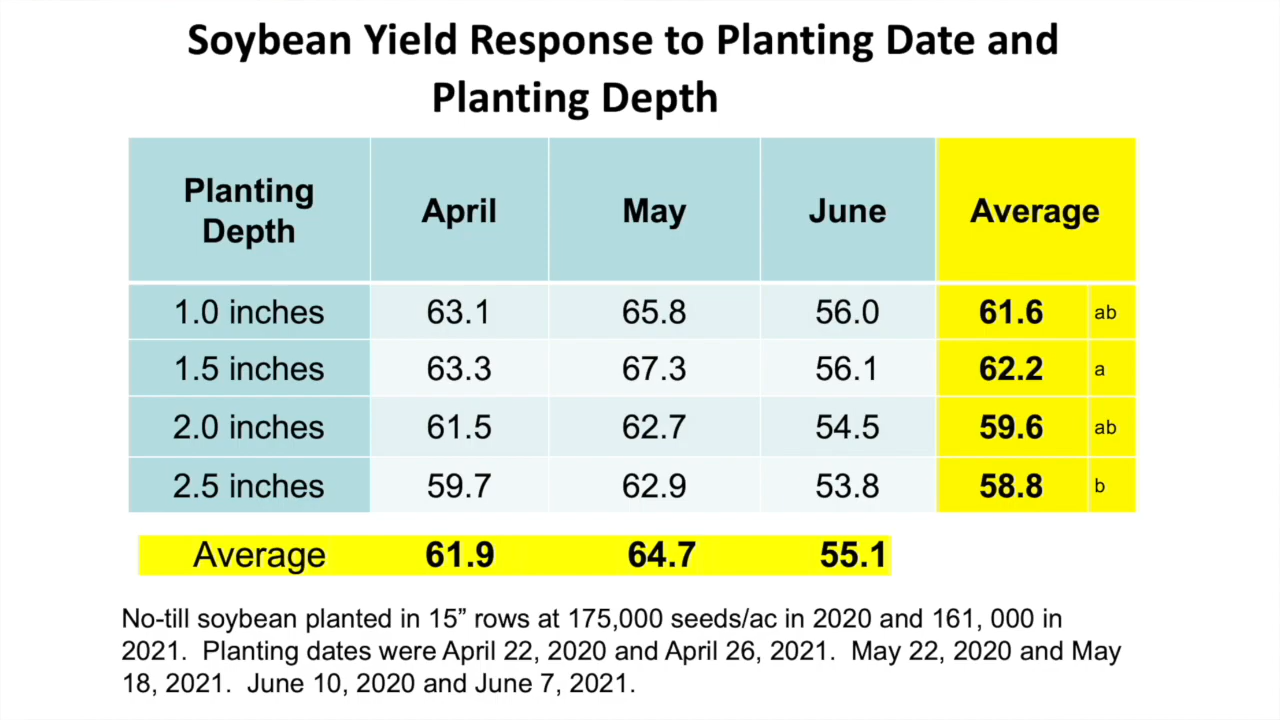 Soybean Yield Response to Planting Date and
Planting Depth
Planting
Depth
April
May
June
Average
1.0 inches 63.1 65.8 56.0 61.6 ab
1.5 inches 63.3 67.3 56.1 62.2 a
2.0 inches 61.5 62.7 54.5 59.6 ab
2.5 inches 59.7 62.9 53.8 58.8 b
Average 61.9 64.7 55.1
No-till soybean planted in 15” rows at 175,000 seeds/ac in 2020 and 161, 000 in
2021. Planting dates were April 22, 2020 and April 26, 2021. May 22, 2020 and May
18, 2021. June 10, 2020 and June 7, 2021.